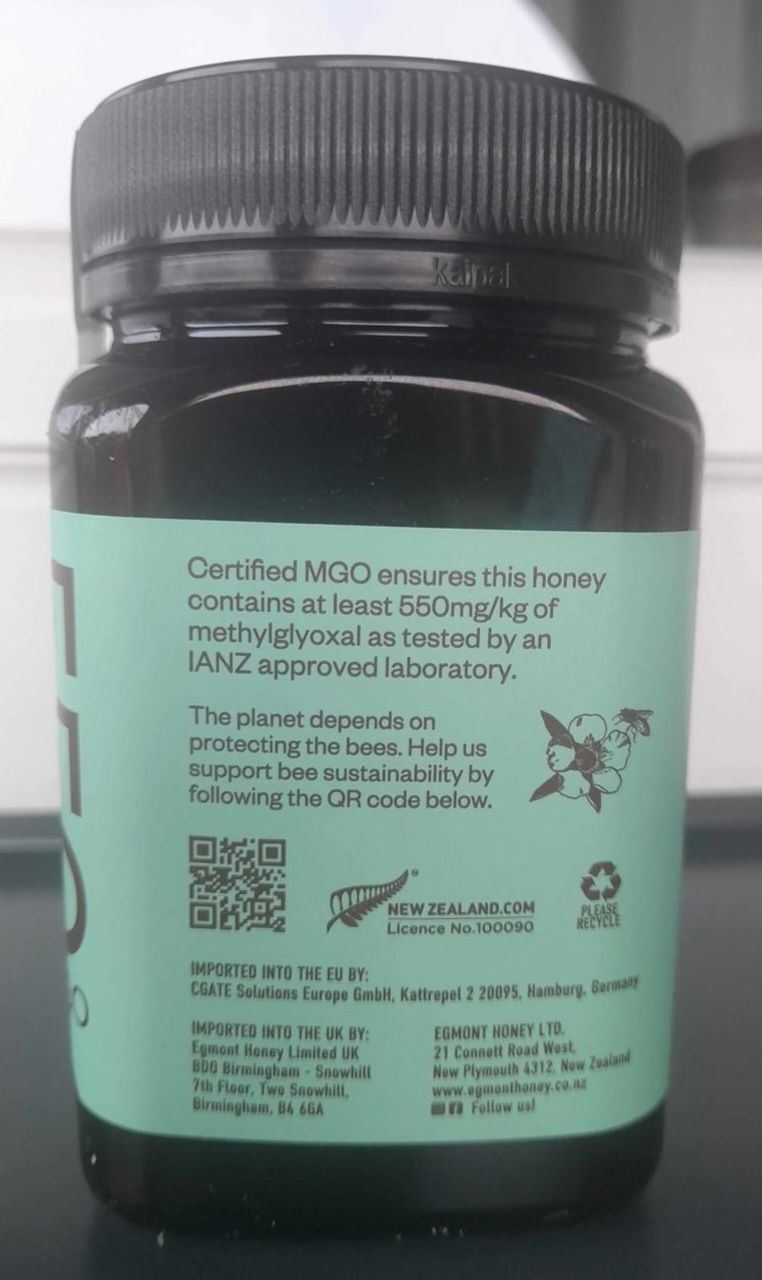 kaipak
Certified MGO ensures this honey
contains at least 550mg/kg of
methylglyoxal as tested by an
IANZ approved laboratory.
The planet depends on
protecting the bees. Help us
support bee sustainability by
following the QR code below.
NEW ZEALAND.COM
Licence No.100090
PLEASE
RECYCLE
IMPORTED INTO THE EU BY:
CGATE Solutions Europe GmbH, Kattrepel 2 20095, Hamburg, Germany
IMPORTED INTO THE UK BY:
Egmont Honey Limited UK
BDO Birmingham - Snowhill
7th Floor, Two Snowhill,
Birmingham, B4 6GA
EGMONT HONEY LTD.
21 Connett Road West,
New Plymouth 4312, New Zealand
www.egmonthoney.co.nz
Follow us!